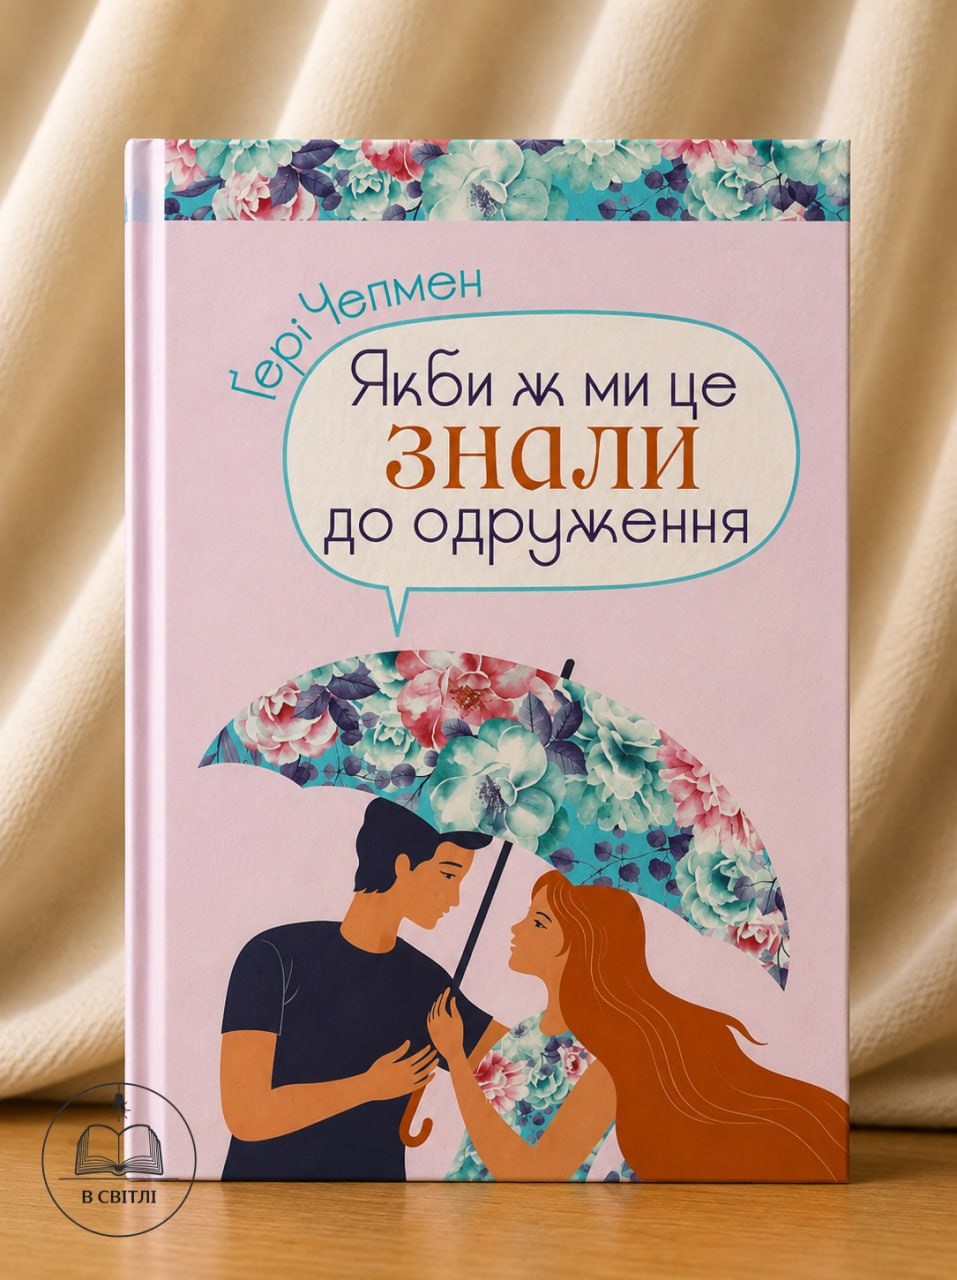 Ґері Чепмен
Якби ж ми це
знали
до одруження
В СВІТЛІ